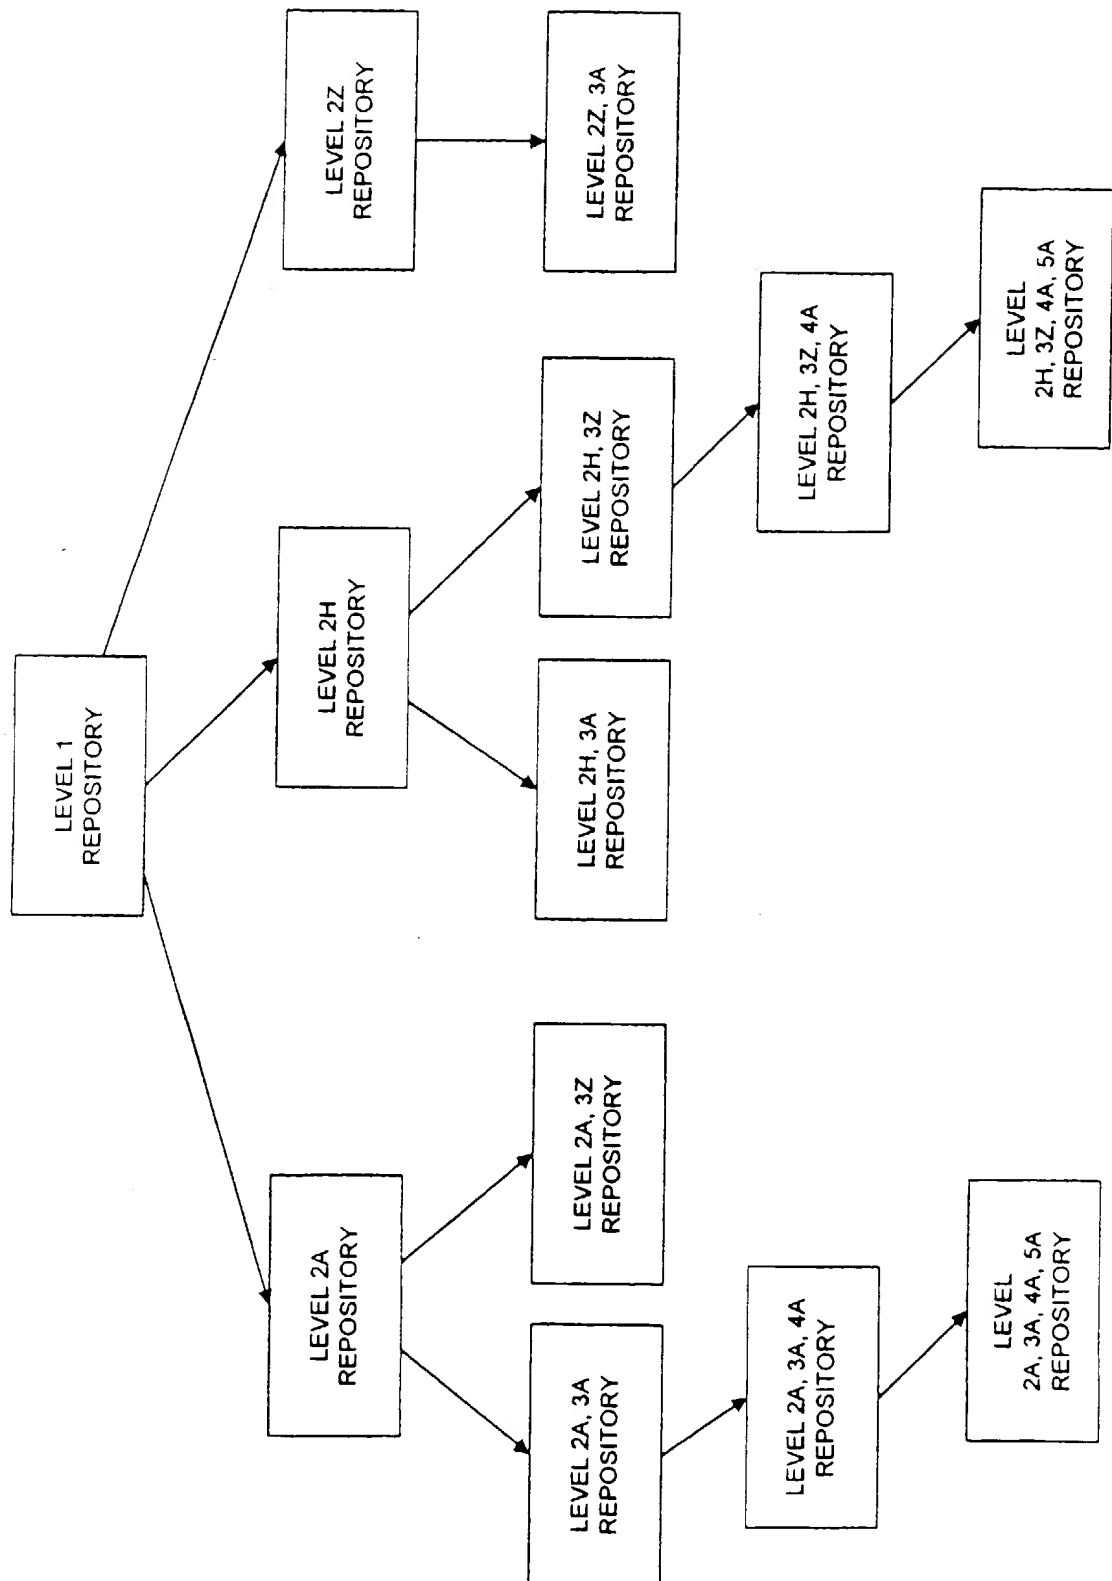 LEVEL 1
REPOSITORY
LEVEL 2A
REPOSITORY
LEVEL 2H
REPOSITORY
LEVEL 2Z
REPOSITORY
LEVEL 2A, 3A
REPOSITORY
LEVEL 2A, 3Z
REPOSITORY
LEVEL 2H, 3A
REPOSITORY
LEVEL 2H, 3Z
REPOSITORY
LEVEL 2Z, 3A
REPOSITORY
LEVEL 2A, 3A, 4A
REPOSITORY
LEVEL 2H, 3Z, 4A
REPOSITORY
LEVEL
2A, 3A, 4A, 5A
REPOSITORY
LEVEL
2H, 3Z, 4A, 5A
REPOSITORY